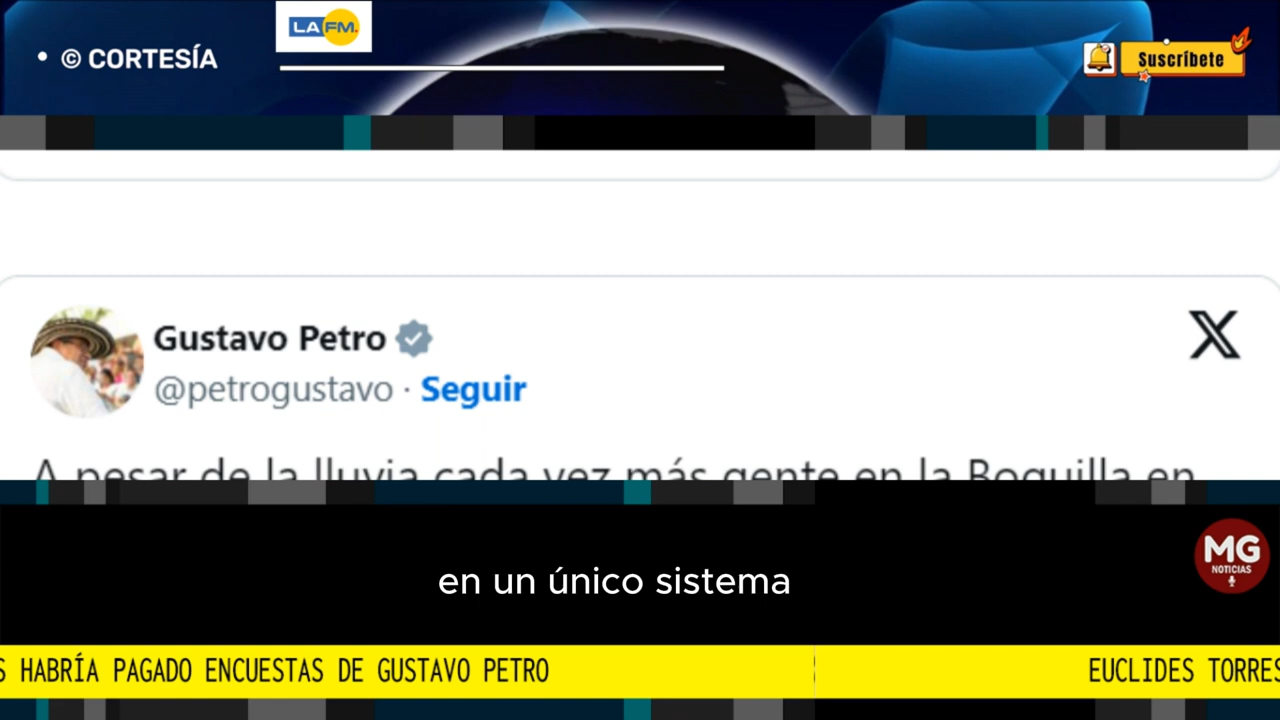 LA FM.
• © CORTESÍA
Suscríbete
Gustavo Petro
@petrogustavo · Seguir
A pesar de la lluvia cada vez más gente en la Boquilla en
en un único sistema
MG
NOTICIAS
S HABRÍA PAGADO ENCUESTAS DE GUSTAVO PETRO
EUCLIDES TORRES